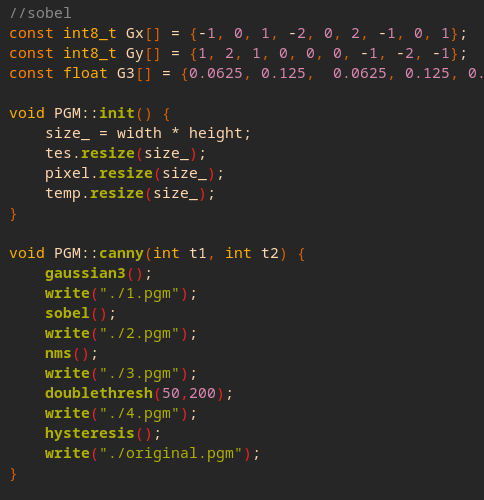 //sobel
const int8_t Gx[] = {-1, 0, 1, -2, 0, 2, -1, 0, 1};
const int8_t Gy[] = {1, 2, 1, 0, 0, 0, -1, -2, -1};
const float G3[] = {0.0625, 0.125,  0.0625, 0.125, 0.
void PGM::init() {
    size_ = width * height;
    tes.resize(size_);
    pixel.resize(size_);
    temp.resize(size_);
}
void PGM::canny(int t1, int t2) {
    gaussian3();
    write("./1.pgm");
    sobel();
    write("./2.pgm");
    nms();
    write("./3.pgm");
    doublethresh(50,200);
    write("./4.pgm");
    hysteresis();
    write("./original.pgm");
}